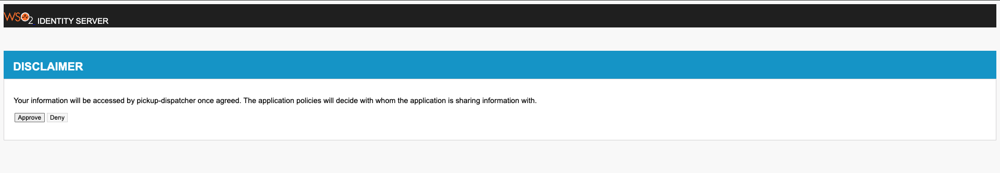 WSO2 IDENTITY SERVER
DISCLAIMER
Your information will be accessed by pickup-dispatcher once agreed. The application policies will decide with whom the application is sharing information with.
Approve Deny